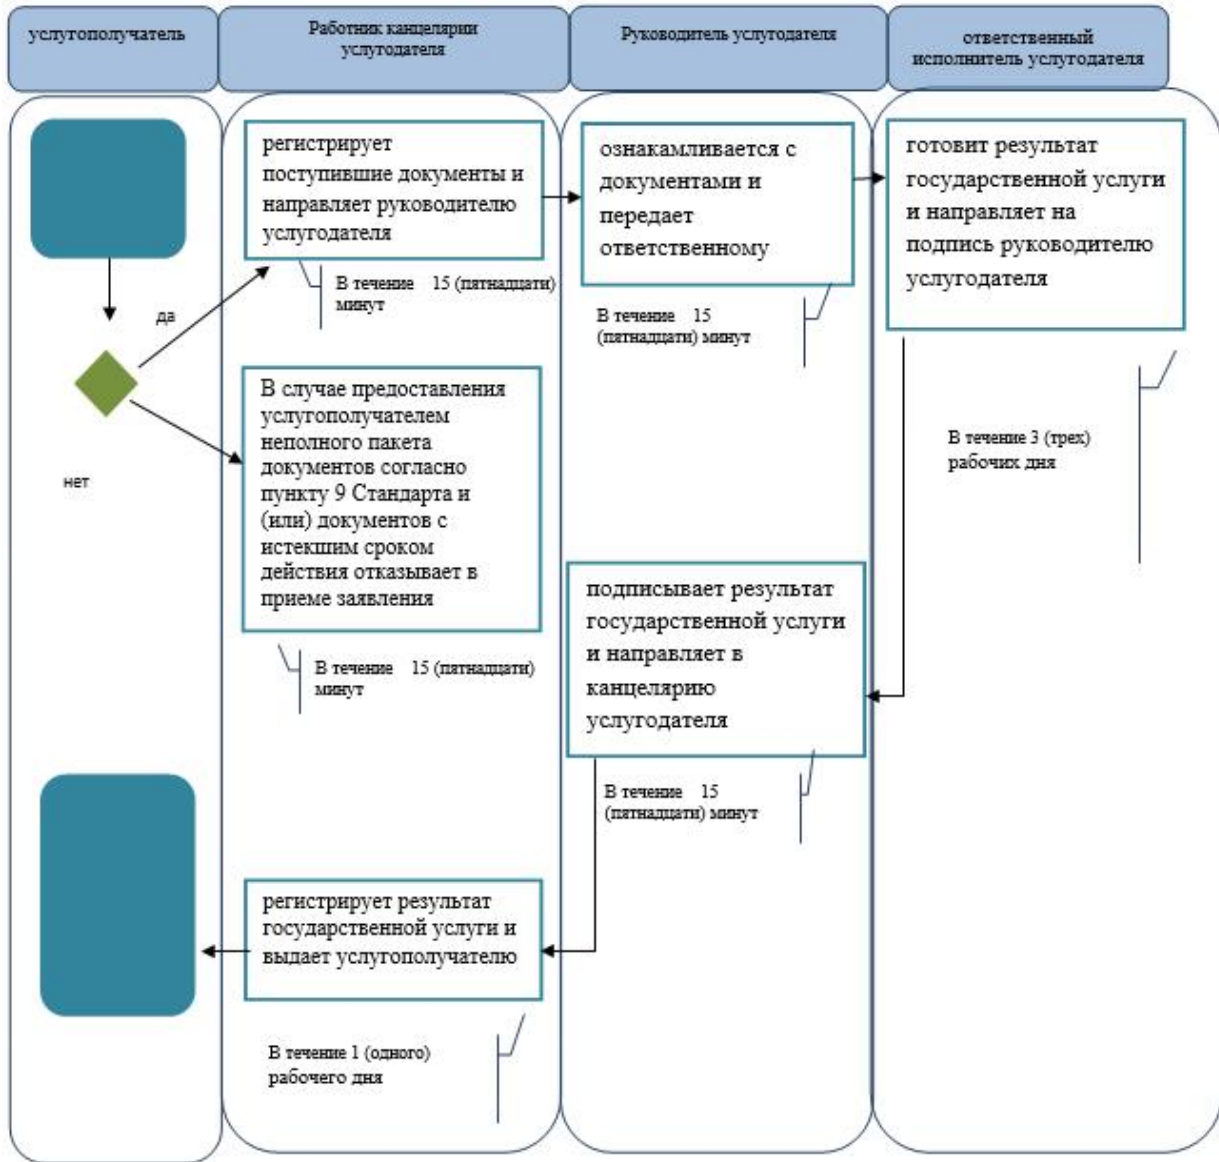 услугополучатель
Работник канцелярии
услугодателя
Руководитель услугодателя
ответственный
исполнитель услугодателя
регистрирует
поступившие документы и
направляет руководителю
услугодателя
В течение 15 (пятнадцати)
минут
ознакамливается с
документами и
передает
ответственному
В течение 15
(пятнадцати) минут
готовит результат
государственной услуги
и направляет на
подпись руководителю
услугодателя
В течение 3 (трех)
рабочих дня
да
нет
В случае предоставления
услугополучателем
неполного пакета
документов согласно
пункту 9 Стандарта и
(или) документов с
истекшим сроком
действия отказывает в
приеме заявления
В течение 15 (пятнадцати)
минут
подписывает результат
государственной услуги
и направляет в
канцелярию
услугодателя
В течение 15
(пятнадцати) минут
регистрирует результат
государственной услуги и
выдает услугополучателю
В течение 1 (одного)
рабочего дня